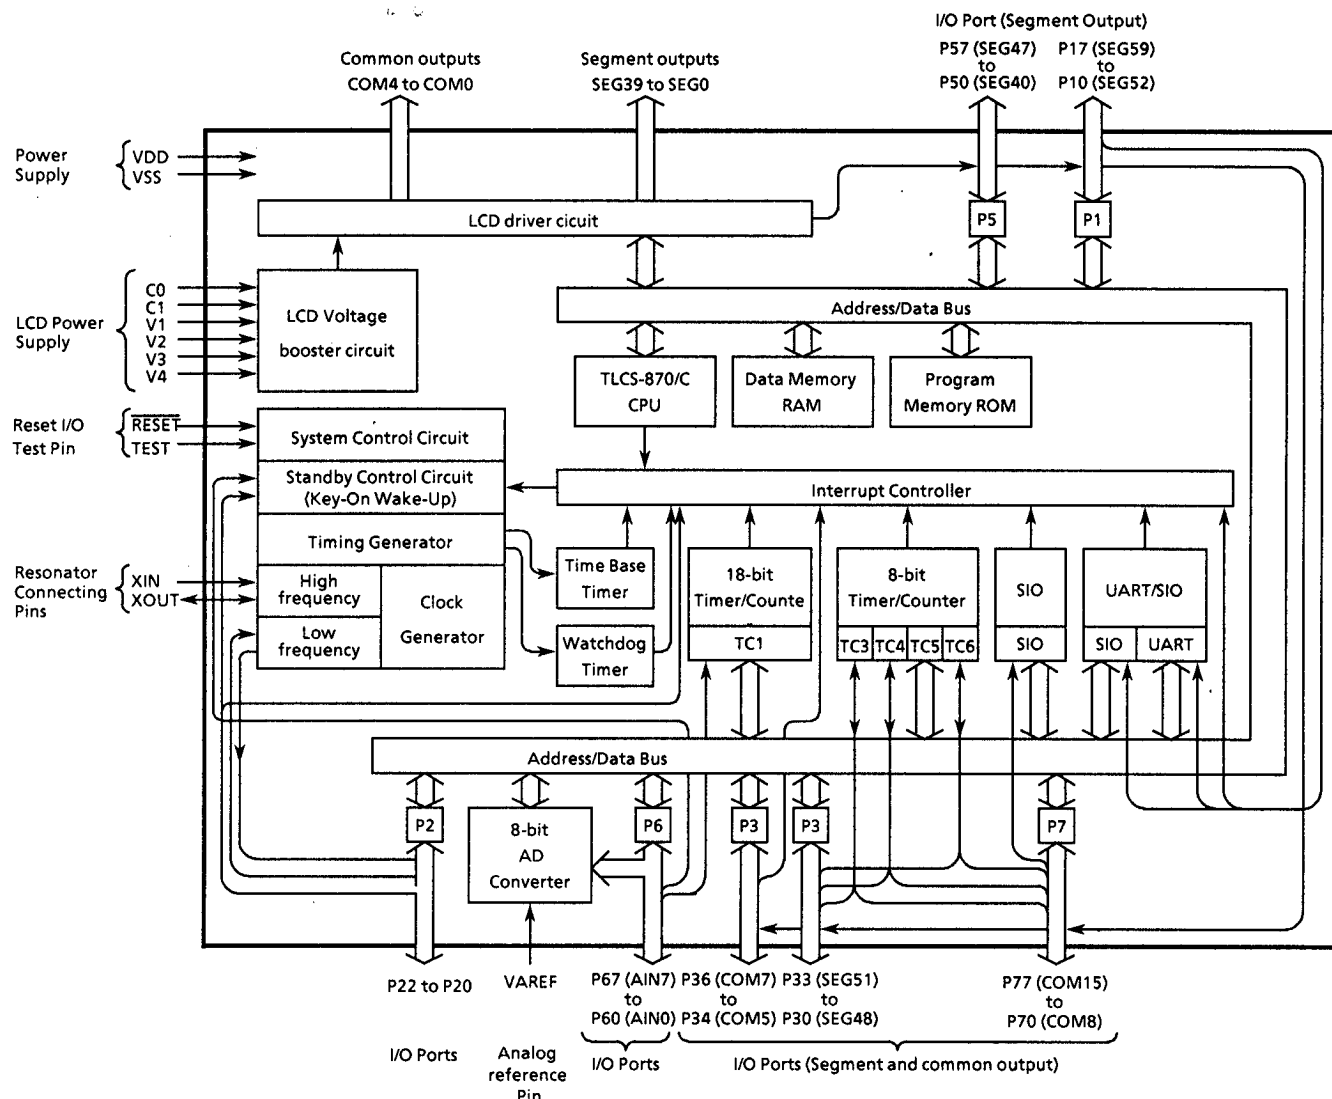 I/O Port (Segment Output)
P57 (SEG47)
to
P50 (SEG40)
P17 (SEG59)
to
P10 (SEG52)
Common outputs
COM4 to COM0
Segment outputs
SEG39 to SEG0
Power
Supply
VDD
VSS
LCD driver cicuit
P5
P1
LCD Power
Supply
C0
C1
V1
V2
V3
V4
LCD Voltage
booster circuit
Address/Data Bus
TLCS-870/C
CPU
Data Memory
RAM
Program
Memory ROM
Reset I/O
Test Pin
RESET
TEST
System Control Circuit
Standby Control Circuit
(Key-On Wake-Up)
Interrupt Controller
Timing Generator
Resonator
Connecting
Pins
XIN
XOUT
High
frequency
Low
frequency
Clock
Generator
Time Base
Timer
Watchdog
Timer
18-bit
Timer/Counte
TC1
8-bit
Timer/Counter
TC3
TC4
TC5
TC6
SIO
SIO
UART/SIO
SIO
UART
Address/Data Bus
P2
8-bit
AD
Converter
P6
P3
P3
P7
P22 to P20
VAREF
P67 (AIN7)
to
P60 (AIN0)
P36 (COM7)
to
P34 (COM5)
P33 (SEG51)
to
P30 (SEG48)
P77 (COM15)
to
P70 (COM8)
I/O Ports
Analog
reference
Pin
I/O Ports
I/O Ports (Segment and common output)